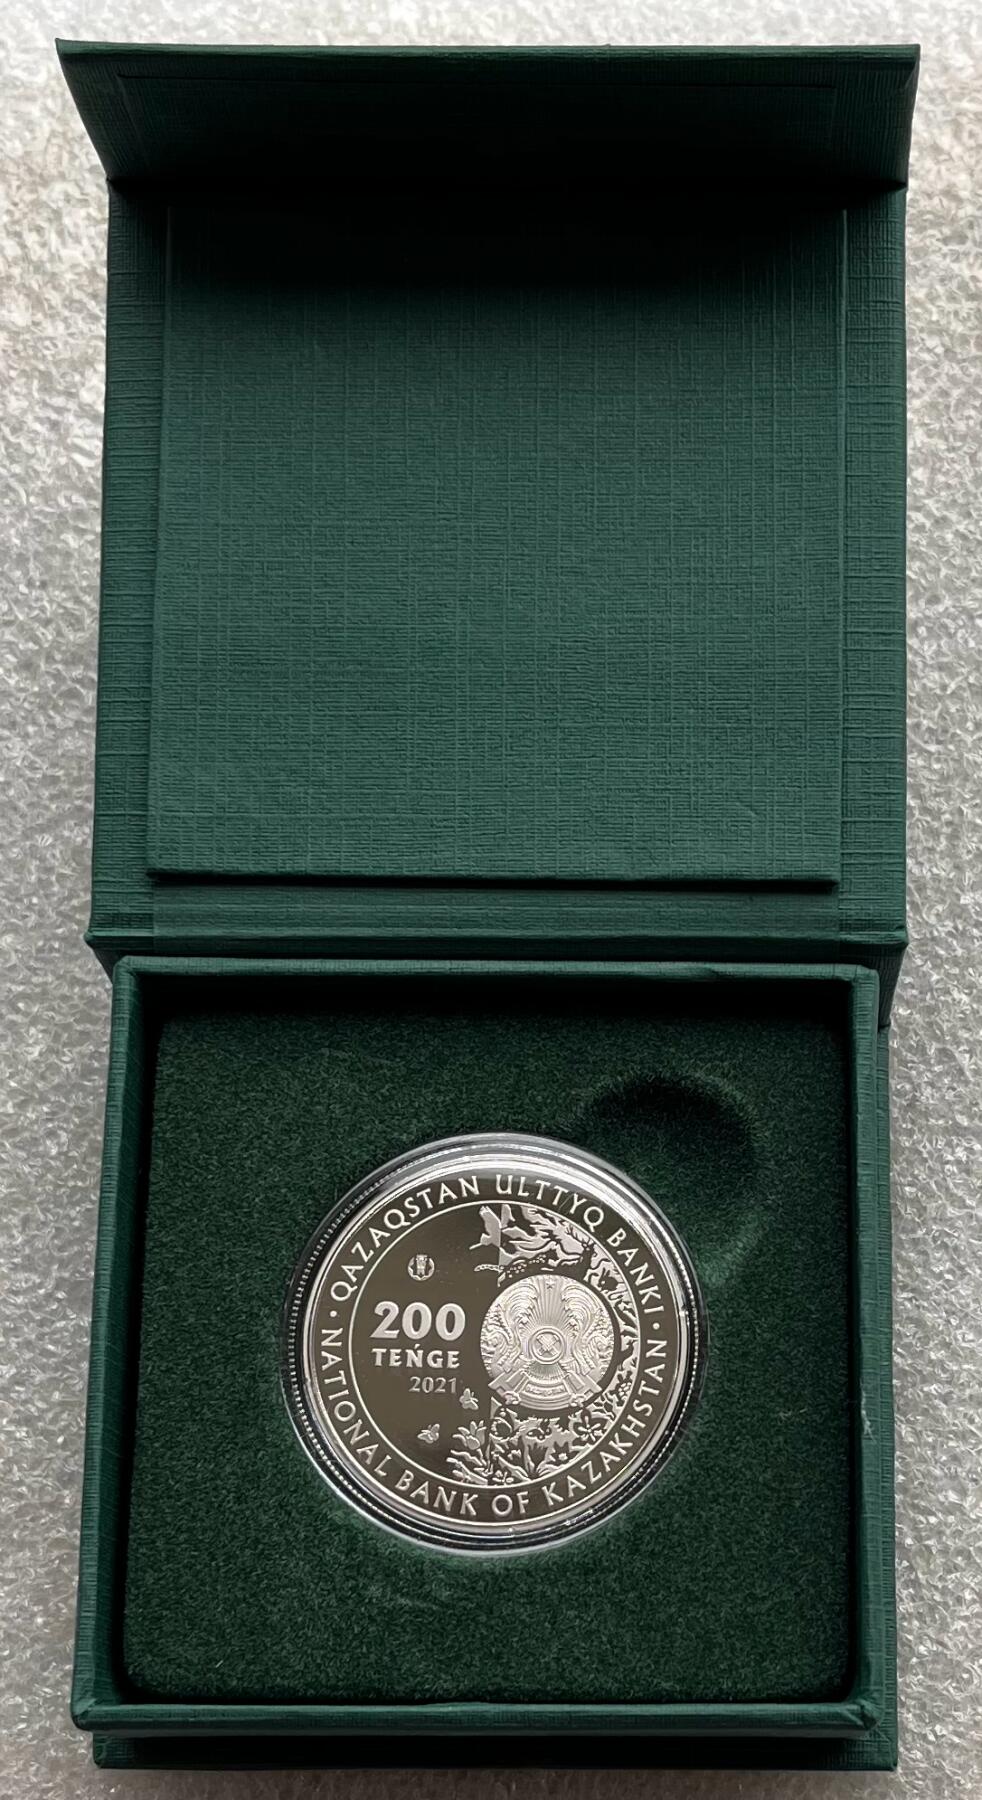 QAZAQSTAN ULTTYQ BANKI
200
TEŃGE
2021
NATIONAL BANK OF KAZAKHSTAN